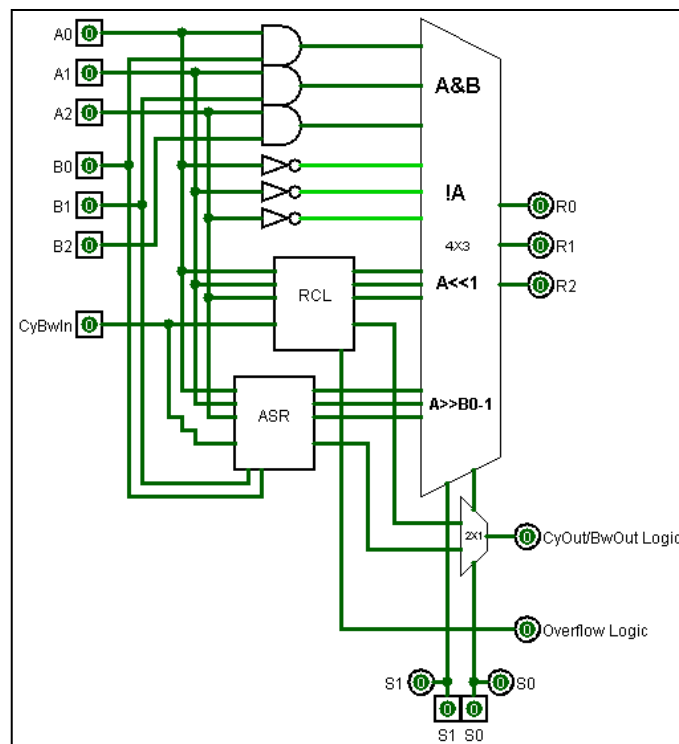 A0 0
A1 0
A2 0
B0 0
B1 0
B2 0
CyBwIn 0
A&B
!A
4X3
RCL
A<<1
ASR
A>>B0-1
0 R0
0 R1
0 R2
2X1
0 CyOut/BwOut Logic
0 Overflow Logic
S1 0
0 S0
0 0
S1 S0